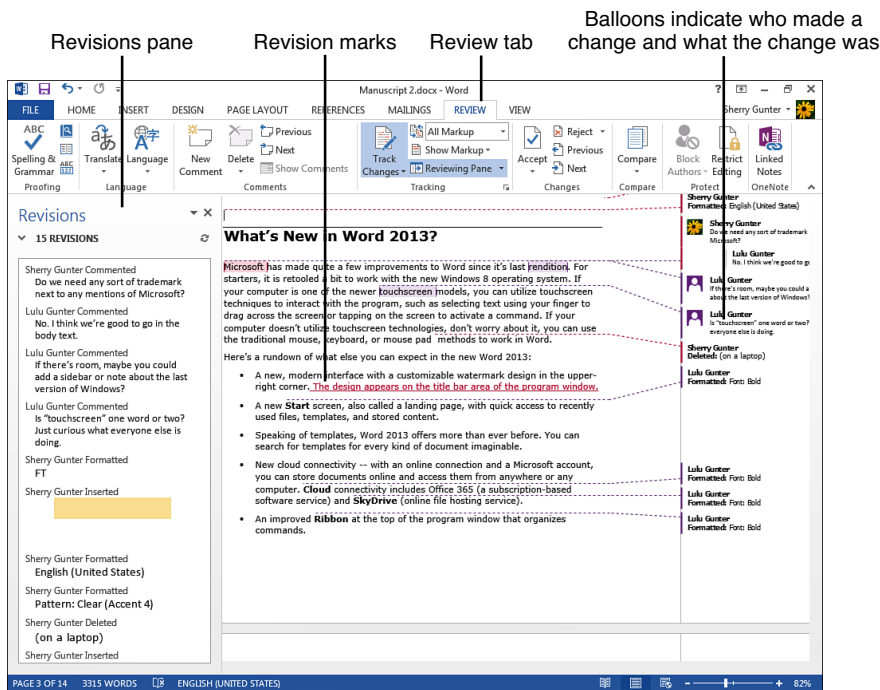 Balloons indicate who made a
Revisions pane Revision marks Review tab change and what the change was
Manuscript 2.docx - Word
?
FILE HOME INSERT DESIGN PAGE LAYOUT REFERENCES MAILINGS REVIEW VIEW Sherry Gunter
ABC
Spelling & Grammar
ABC
123
Translate Language
New Comment
Delete
Previous
Next
Show Comments
Track Changes
All Markup
Show Markup
Reviewing Pane
Accept
Reject
Previous
Next
Compare
Block Authors
Restrict Editing
Linked Notes
Proofing Language Comments Tracking Changes Compare Protect OneNote
Revisions
15 REVISIONS
Sherry Gunter Commented
Do we need any sort of trademark
next to any mentions of Microsoft?
Lulu Gunter Commented
No. I think we're good to go in the
body text.
Lulu Gunter Commented
If there's room, maybe you could
add a sidebar or note about the last
version of Windows?
Lulu Gunter Commented
Is "touchscreen" one word or two?
Just curious what everyone else is
doing.
Sherry Gunter Formatted
FT
Sherry Gunter Inserted
Sherry Gunter Formatted
English (United States)
Sherry Gunter Formatted
Pattern: Clear (Accent 4)
Sherry Gunter Deleted
(on a laptop)
Sherry Gunter Inserted
What's New in Word 2013?
Microsoft has made quite a few improvements to Word since it's last rendition. For
starters, it is retooled a bit to work with the new Windows 8 operating system. If
your computer is one of the newer touchscreen models, you can utilize touchscreen
techniques to interact with the program, such as selecting text using your finger to
drag across the screen or tapping on the screen to activate a command. If your
computer doesn't utilize touchscreen technologies, don't worry about it, you can use
the traditional mouse, keyboard, or mouse pad methods to work in Word.
Here's a rundown of what else you can expect in the new Word 2013:
• A new, modern interface with a customizable watermark design in the upper-
right corner. The design appears on the title bar area of the program window.
• A new Start screen, also called a landing page, with quick access to recently
used files, templates, and stored content.
• Speaking of templates, Word 2013 offers more than ever before. You can
search for templates for every kind of document imaginable.
• New cloud connectivity -- with an online connection and a Microsoft account,
you can store documents online and access them from anywhere or any
computer. Cloud connectivity includes Office 365 (a subscription-based
software service) and SkyDrive (online file hosting service).
• An improved Ribbon at the top of the program window that organizes
commands.
Sherry Gunter
Formatted: English (United States)
Sherry Gunter
Do we need any sort of trademark
Microsoft?
Lulu Gunter
No. I think we're good to go
Lulu Gunter
If there's room, maybe you could a
about the last version of Windows?
Lulu Gunter
Is "touchscreen" one word or two?
everyone else is doing.
Sherry Gunter
Deleted: (on a laptop)
Lulu Gunter
Formatted: Font: Bold
Lulu Gunter
Formatted: Font: Bold
Lulu Gunter
Formatted: Font: Bold
Lulu Gunter
Formatted: Font: Bold
PAGE 3 OF 14 3315 WORDS ENGLISH (UNITED STATES) 82%